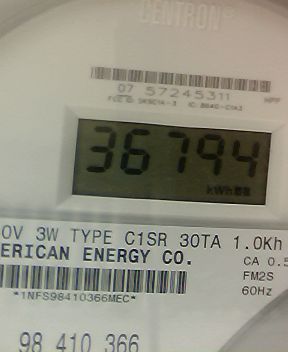 CENTRON®
07 57245311
36794
kWh
0V 3W TYPE C1SR 30TA 1.0Kh
ERICAN ENERGY CO. CA 0.5
FM2S
*1NFS98410366MEC* 60Hz
98 410 366